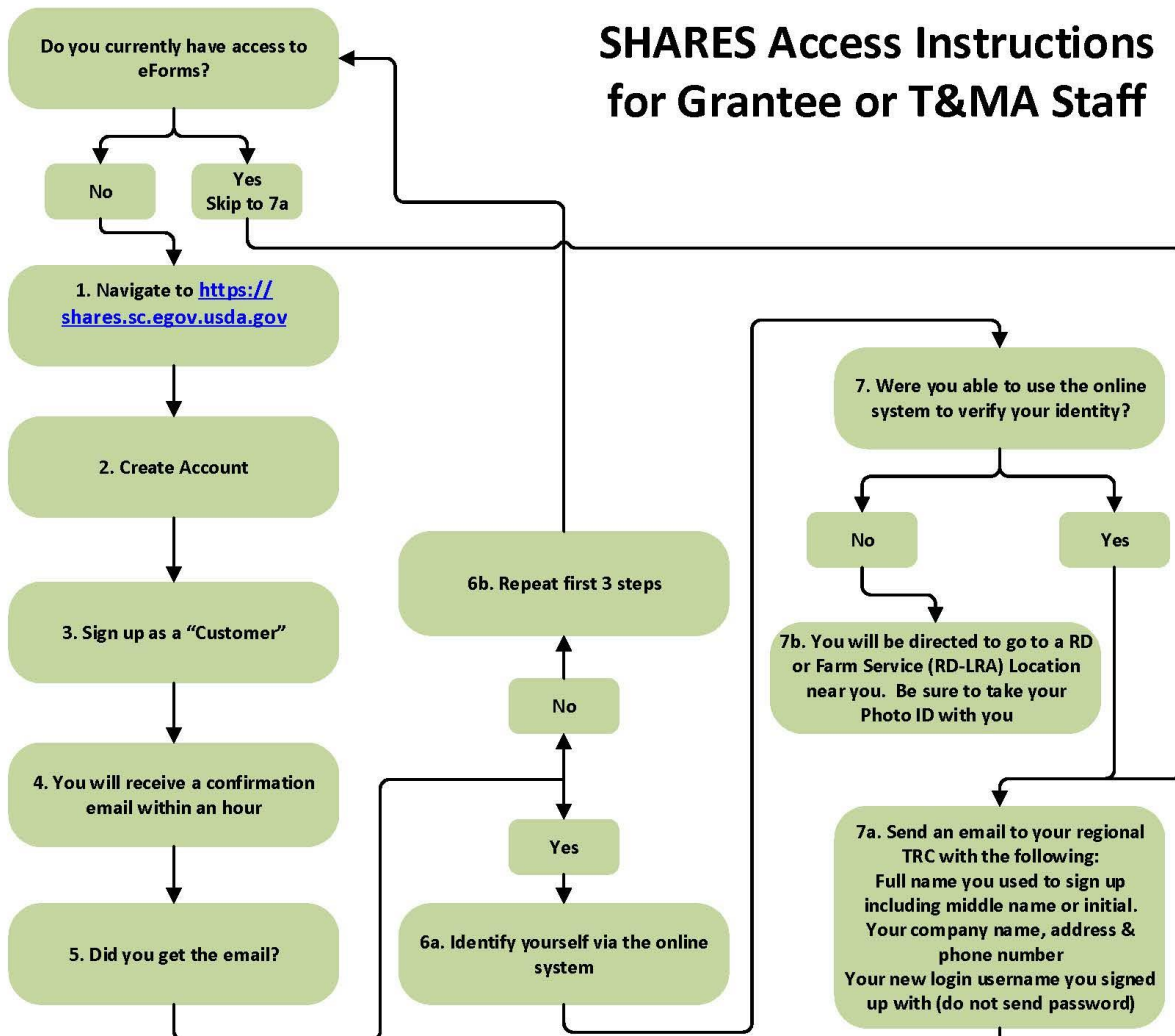 SHARES Access Instructions
for Grantee or T&MA Staff
Do you currently have access to
eForms?
No
Yes
Skip to 7a
1. Navigate to https://
shares.sc.egov.usda.gov
2. Create Account
3. Sign up as a “Customer”
4. You will receive a confirmation
email within an hour
5. Did you get the email?
6b. Repeat first 3 steps
No
Yes
6a. Identify yourself via the online
system
7. Were you able to use the online
system to verify your identity?
No
Yes
7b. You will be directed to go to a RD
or Farm Service (RD-LRA) Location
near you. Be sure to take your
Photo ID with you
7a. Send an email to your regional
TRC with the following:
Full name you used to sign up
including middle name or initial.
Your company name, address &
phone number
Your new login username you signed
up with (do not send password)